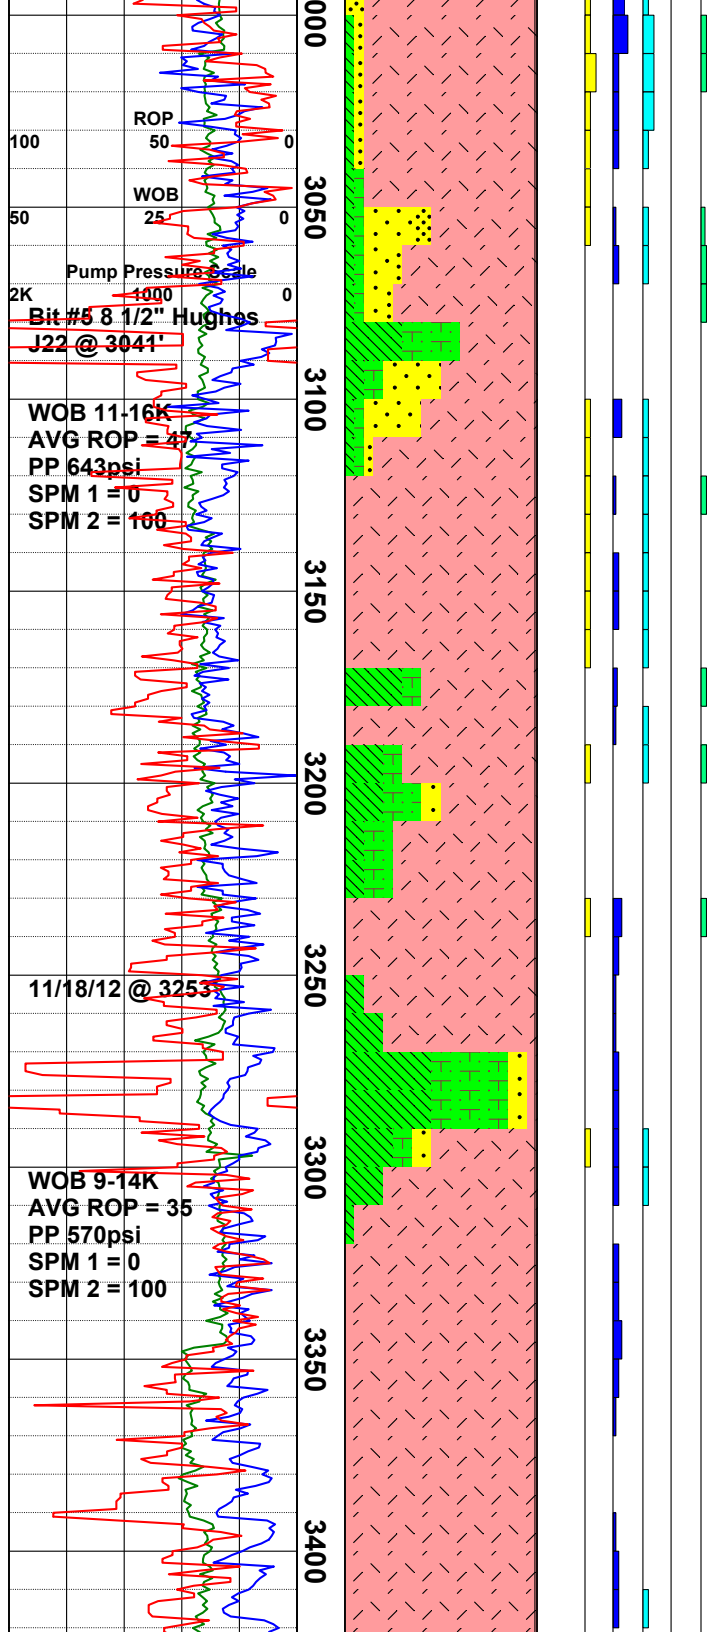 000
ROP
100 50 0
WOB
50 25 0
3050
Pump Pressure Scale
2K 1000 0
Bit #5 8 1/2" Hughes
J22 @ 3041'
3100
WOB 11-16K
AVG ROP = 47
PP 643psi
SPM 1 = 0
SPM 2 = 100
3150
3200
3250
11/18/12 @ 3253'
3300
WOB 9-14K
AVG ROP = 35
PP 570psi
SPM 1 = 0
SPM 2 = 100
3350
3400